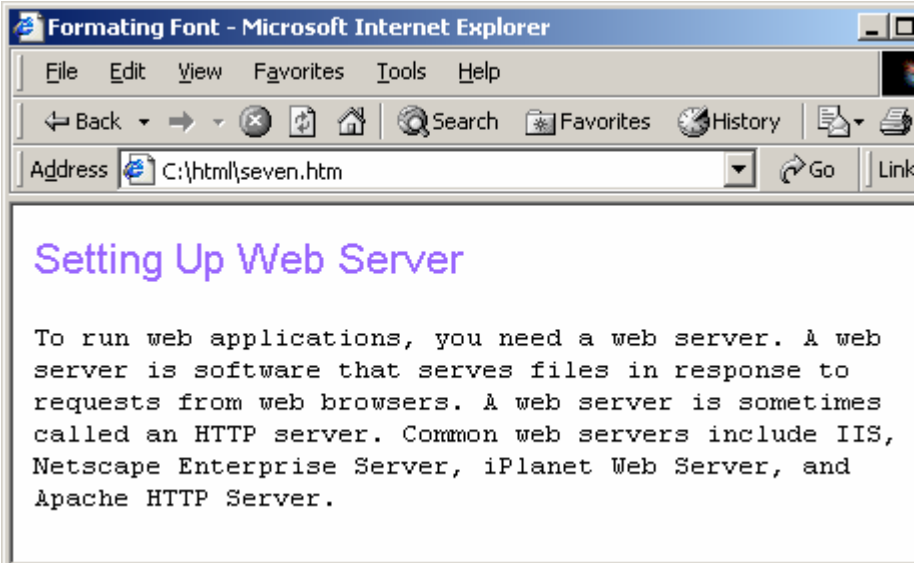 Formating Font - Microsoft Internet Explorer
File Edit View Favorites Tools Help
Back Search Favorites History
Address C:\html\seven.htm Go Link
Setting Up Web Server
To run web applications, you need a web server. A web
server is software that serves files in response to
requests from web browsers. A web server is sometimes
called an HTTP server. Common web servers include IIS,
Netscape Enterprise Server, iPlanet Web Server, and
Apache HTTP Server.